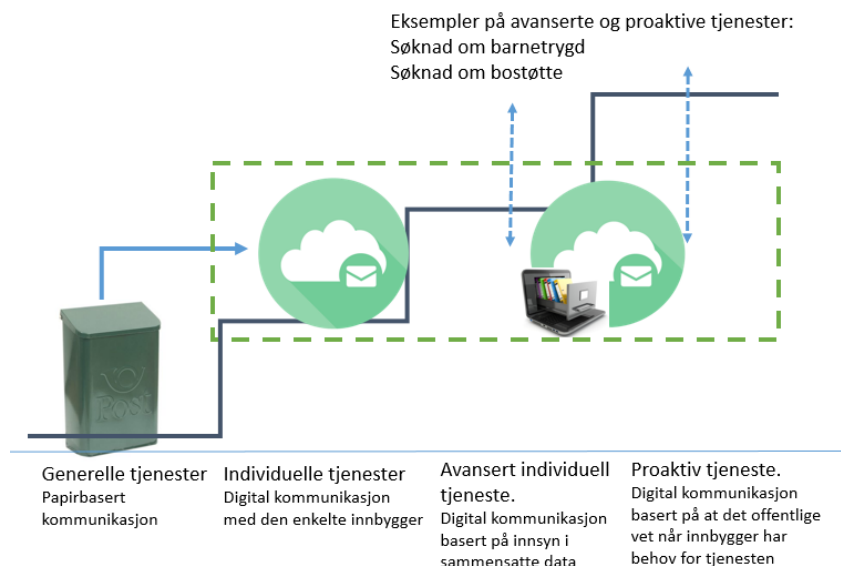 Eksempler på avanserte og proaktive tjenester:
Søknad om barnetrygd
Søknad om bostøtte
POST
Generelle tjenester
Papirbasert
kommunikasjon
Individuelle tjenester
Digital kommunikasjon
med den enkelte innbygger
Avansert individuell
tjeneste.
Digital kommunikasjon
basert på innsyn i
sammensatte data
Proaktiv tjeneste.
Digital kommunikasjon
basert på at det offentlige
vet når innbygger har
behov for tjenesten